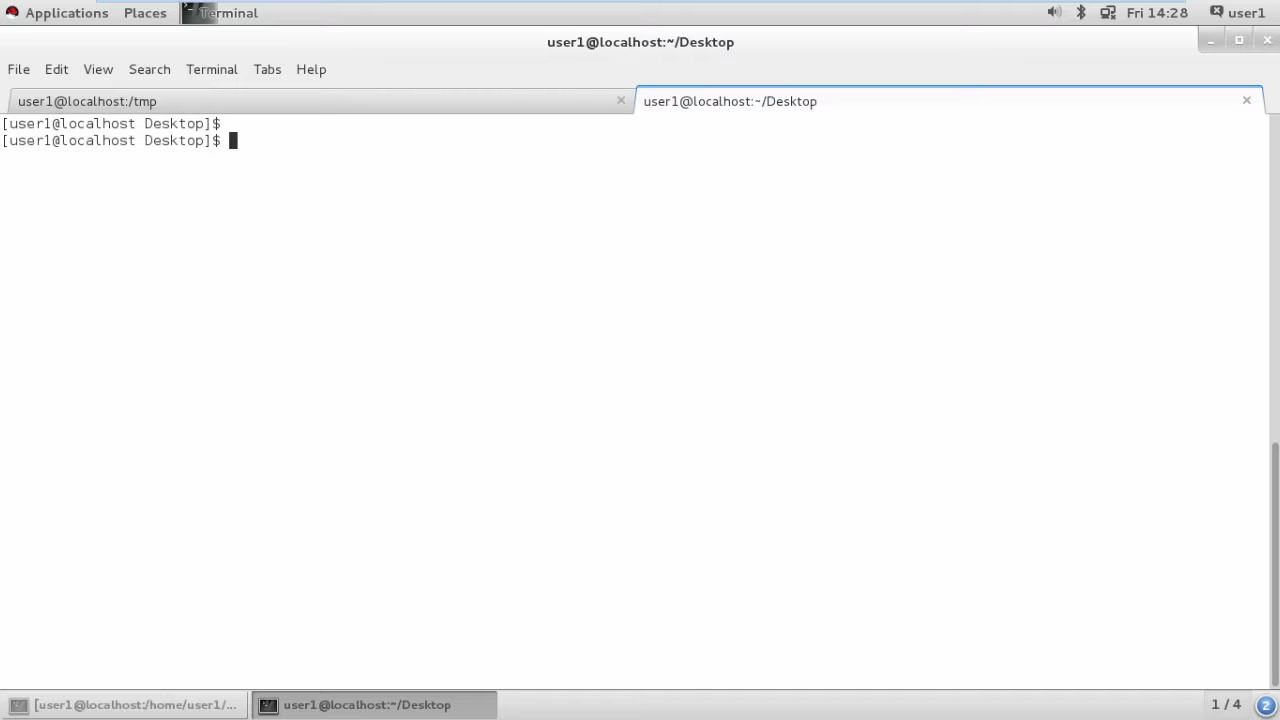 Applications Places Terminal Fri 14:28 user1
user1@localhost:~/Desktop
File Edit View Search Terminal Tabs Help
user1@localhost:/tmp user1@localhost:~/Desktop
[user1@localhost Desktop]$
[user1@localhost Desktop]$
[user1@localhost:/home/user1/... user1@localhost:~/Desktop 1 / 4 2